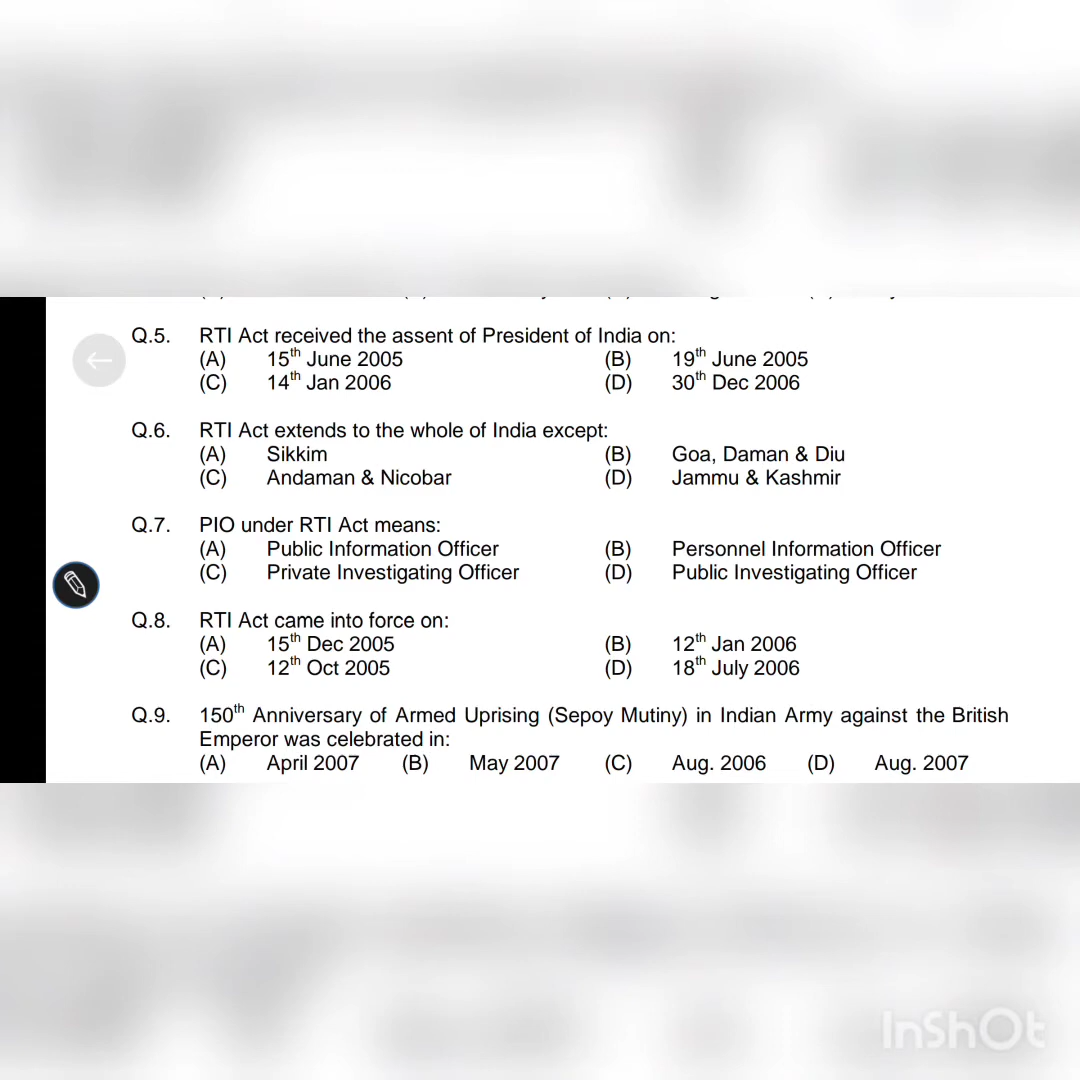 Q.5. RTI Act received the assent of President of India on:
(A) 15th June 2005 (B) 19th June 2005
(C) 14th Jan 2006 (D) 30th Dec 2006
Q.6. RTI Act extends to the whole of India except:
(A) Sikkim (B) Goa, Daman & Diu
(C) Andaman & Nicobar (D) Jammu & Kashmir
Q.7. PIO under RTI Act means:
(A) Public Information Officer (B) Personnel Information Officer
(C) Private Investigating Officer (D) Public Investigating Officer
Q.8. RTI Act came into force on:
(A) 15th Dec 2005 (B) 12th Jan 2006
(C) 12th Oct 2005 (D) 18th July 2006
Q.9. 150th Anniversary of Armed Uprising (Sepoy Mutiny) in Indian Army against the British
Emperor was celebrated in:
(A) April 2007 (B) May 2007 (C) Aug. 2006 (D) Aug. 2007
InShOt